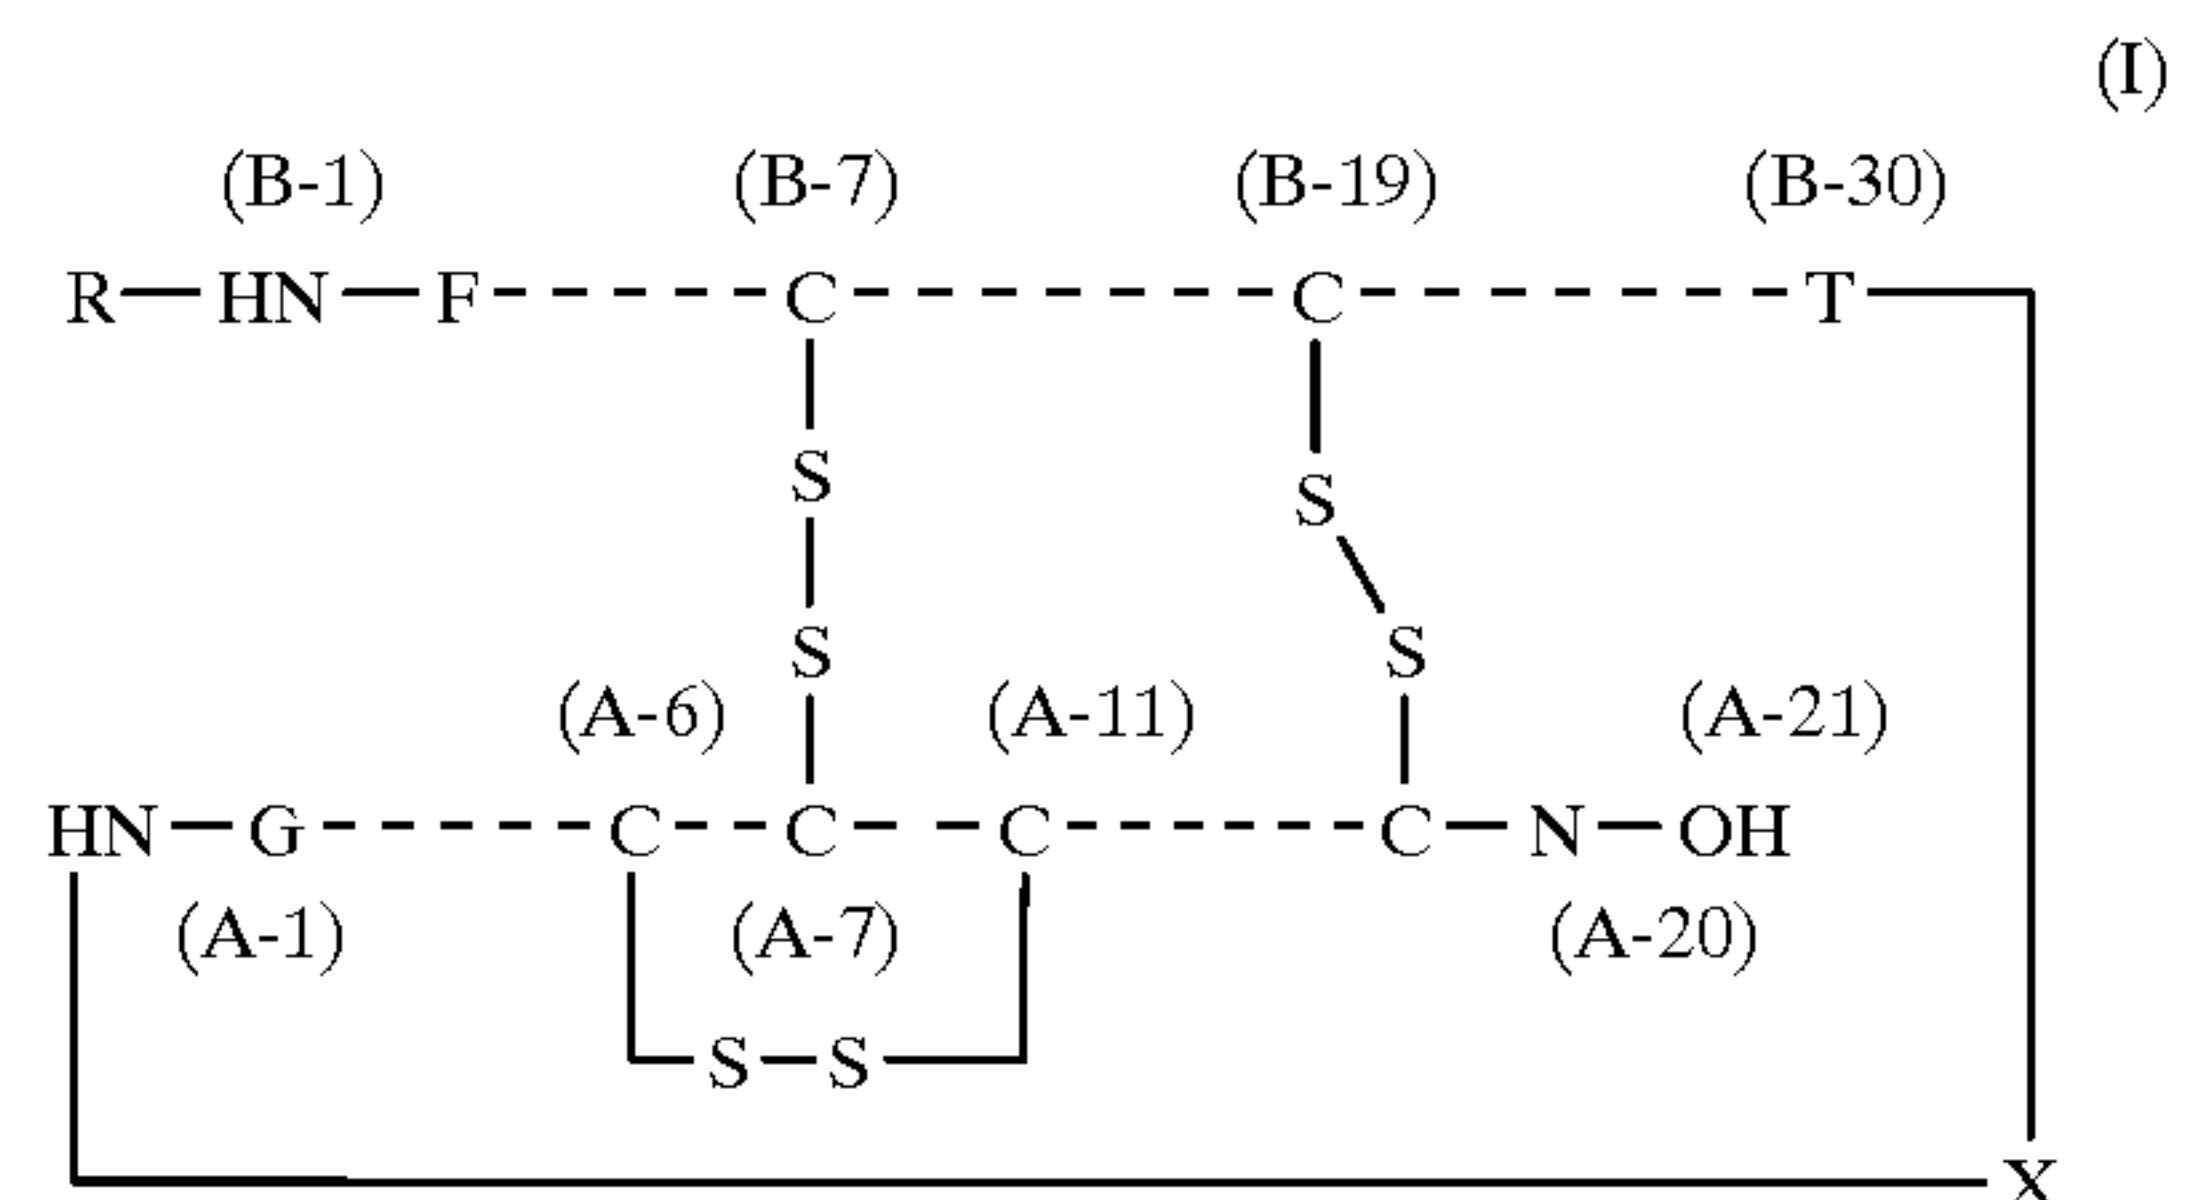 (I)
(B-1) (B-7) (B-19) (B-30)
R—HN—F C C T
S
S
S
S
(A-6) (A-11) (A-21)
HN—G C C C C—N—OH
(A-1) (A-7) (A-20)
S—S
X